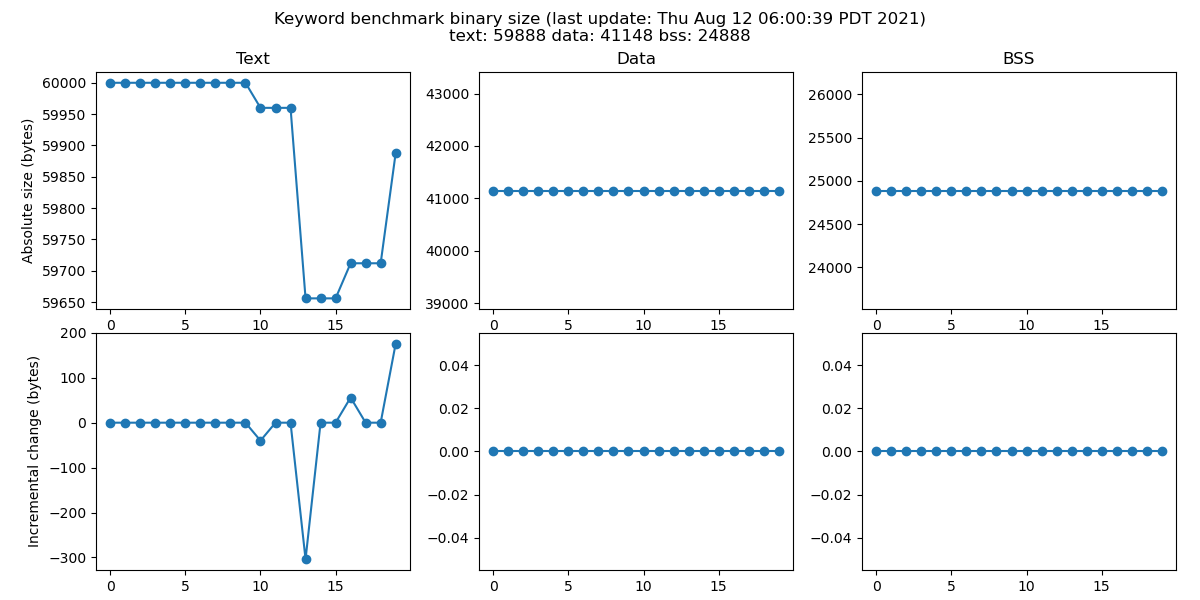 Keyword benchmark binary size (last update: Thu Aug 12 06:00:39 PDT 2021)
text: 59888 data: 41148 bss: 24888
Text
Data
BSS
Absolute size (bytes)
60000
59950
59900
59850
59800
59750
59700
59650
0 5 10 15
43000
42000
41000
40000
39000
0 5 10 15
26000
25500
25000
24500
24000
0 5 10 15
Incremental change (bytes)
200
100
0
−100
−200
−300
0 5 10 15
0.04
0.02
0.00
−0.02
−0.04
0 5 10 15
0.04
0.02
0.00
−0.02
−0.04
0 5 10 15